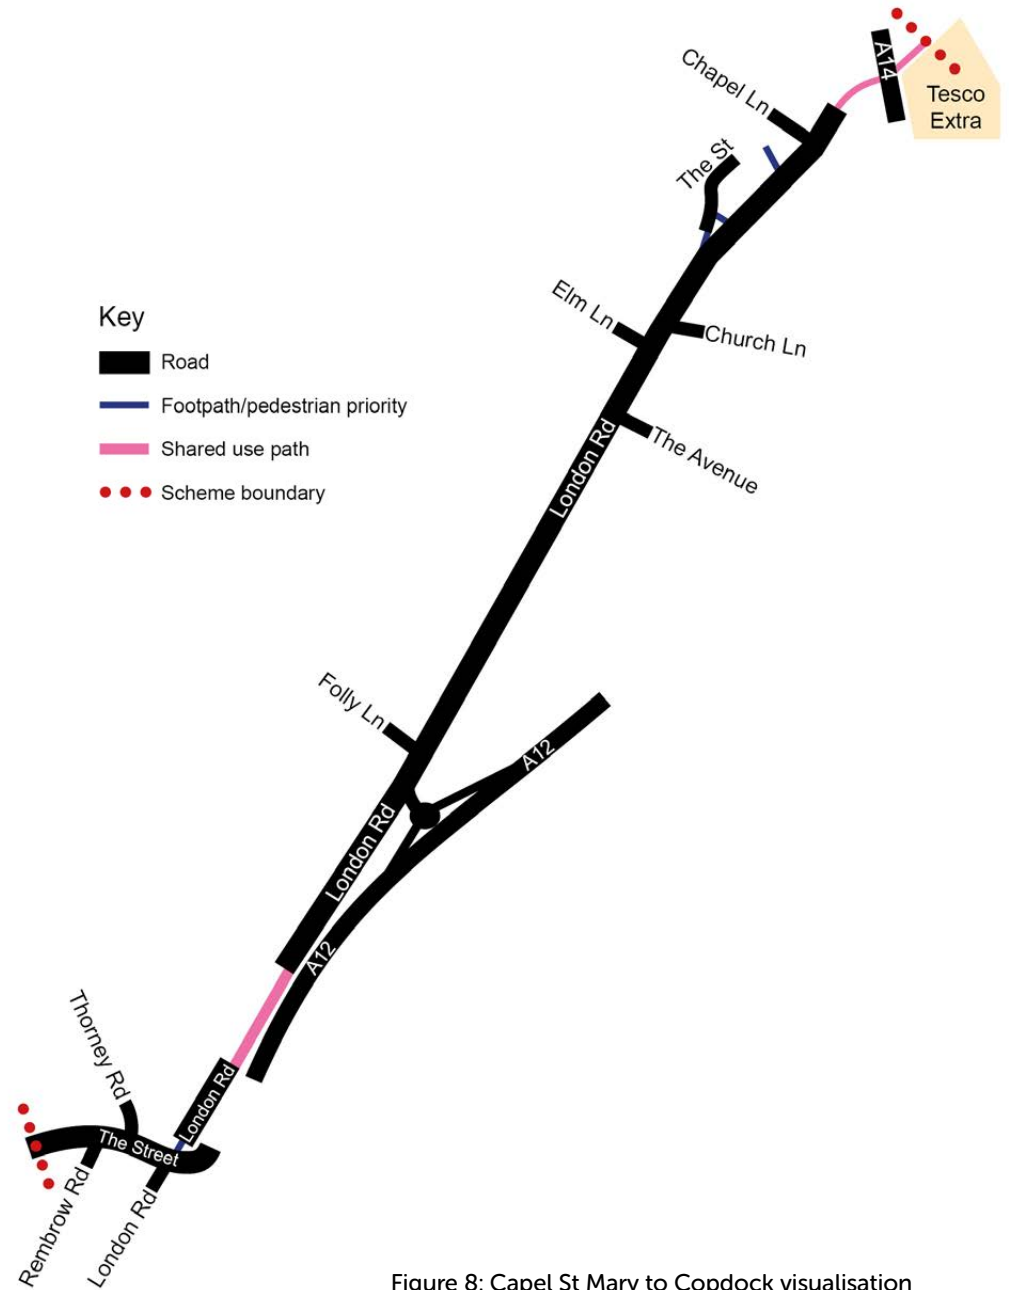 A14
Tesco
Extra
Chapel Ln
The St
Elm Ln
Church Ln
Key
Road
Footpath/pedestrian priority
Shared use path
Scheme boundary
London Rd
The Avenue
Folly Ln
A12
London Rd
A12
Thorney Rd
London Rd
The Street
Rembrow Rd
London Rd
Figure 8: Capel St Mary to Copdock visualisation